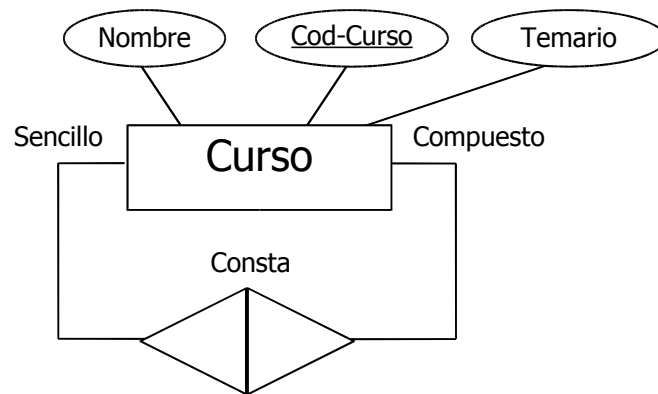 Nombre
Cod-Curso
Temario
Sencillo
Curso
Compuesto
Consta